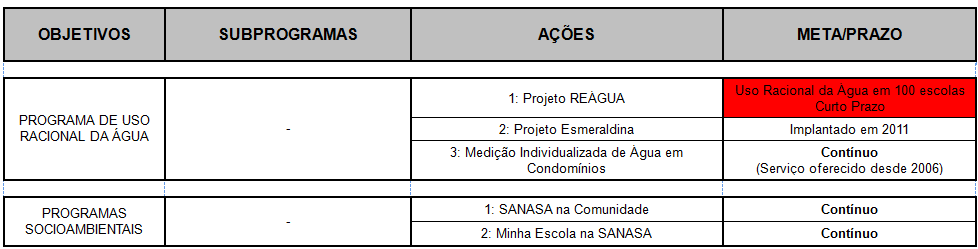 OBJETIVOS SUBPROGRAMAS AÇÕES META/PRAZO
PROGRAMA DE USO
RACIONAL DA ÁGUA
-
1: Projeto REÁGUA
Uso Racional da Agua em 100 escolas
Curto Prazo
2: Projeto Esmeraldina
Implantado em 2011
3: Medição Individualizada de Água em
Condomínios
Contínuo
(Serviço oferecido desde 2006)
PROGRAMAS
SOCIOAMBIENTAIS
-
1: SANASA na Comunidade
Contínuo
2: Minha Escola na SANASA
Contínuo